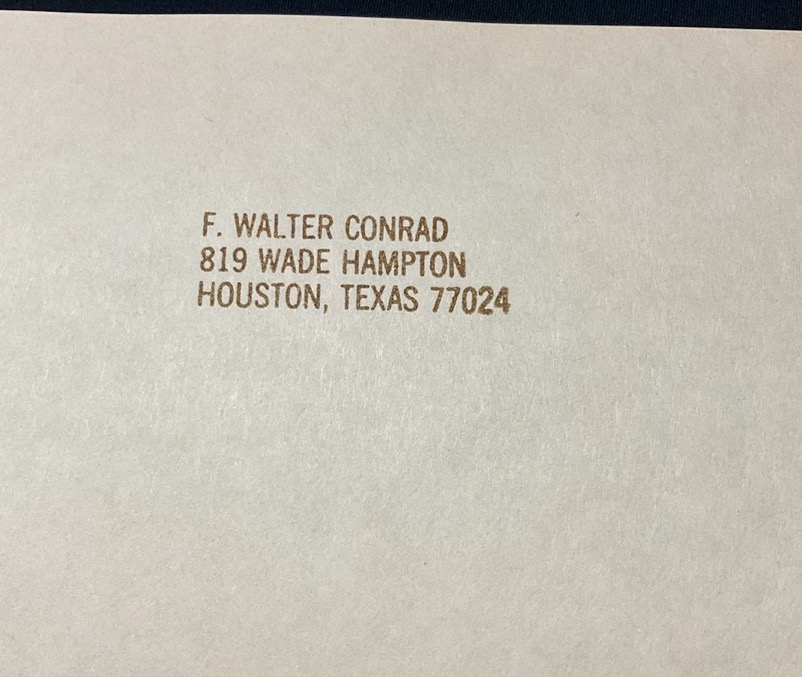 F. WALTER CONRAD
819 WADE HAMPTON
HOUSTON, TEXAS 77024